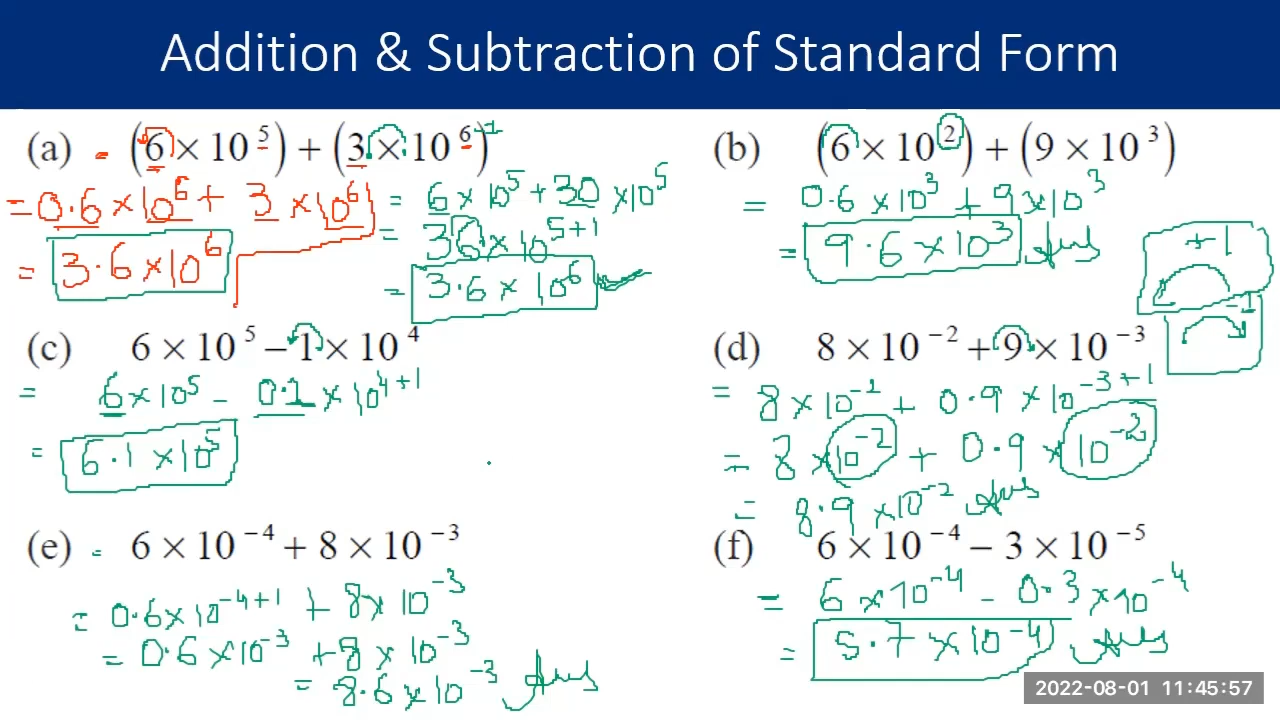 Addition & Subtraction of Standard Form
(a) = (6 × 10⁵) + (3 × 10⁶)
= 0.6 × 10⁶ + 3 × 10⁶
= 3.6 × 10⁶
= 6 × 10⁵ + 30 × 10⁵
= 36 × 10⁵⁺¹
= 3.6 × 10⁶
(b) (6 × 10²) + (9 × 10³)
= 0.6 × 10³ + 9 × 10³
= 9.6 × 10³ Ans
+1
-1
(c) 6 × 10⁵ − 1 × 10⁴
= 6 × 10⁵ - 0.1 × 10⁴⁺¹
= 6.1 × 10⁵
(d) 8 × 10⁻² + 9 × 10⁻³
= 8 × 10⁻² + 0.9 × 10⁻³⁺¹
= 8 × 10⁻² + 0.9 × 10⁻²
= 8.9 × 10⁻² Ans
(e) = 6 × 10⁻⁴ + 8 × 10⁻³
= 0.6 × 10⁻⁴⁺¹ + 8 × 10⁻³
= 0.6 × 10⁻³ + 8 × 10⁻³
= 8.6 × 10⁻³ Ans
(f) 6 × 10⁻⁴ − 3 × 10⁻⁵
= 6 × 10⁻⁴ - 0.3 × 10⁻⁴
= 5.7 × 10⁻⁴ Ans
2022-08-01 11:45:57